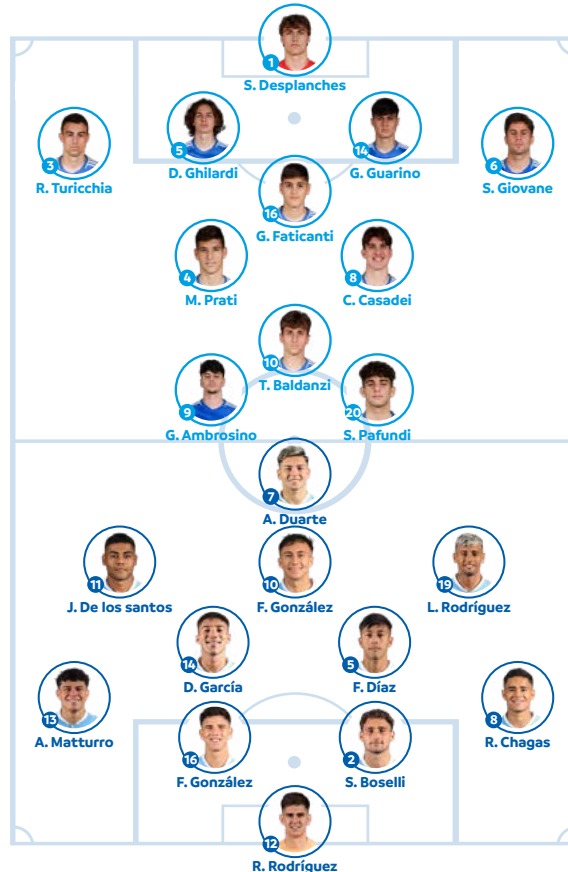 1
S. Desplanches
3
R. Turicchia
5
D. Ghilardi
14
G. Guarino
6
S. Giovane
16
G. Faticanti
4
M. Prati
8
C. Casadei
10
T. Baldanzi
9
G. Ambrosino
20
S. Pafundi
7
A. Duarte
11
J. De los santos
10
F. González
19
L. Rodríguez
14
D. García
5
F. Díaz
13
A. Matturro
8
R. Chagas
16
F. González
2
S. Boselli
12
R. Rodríguez